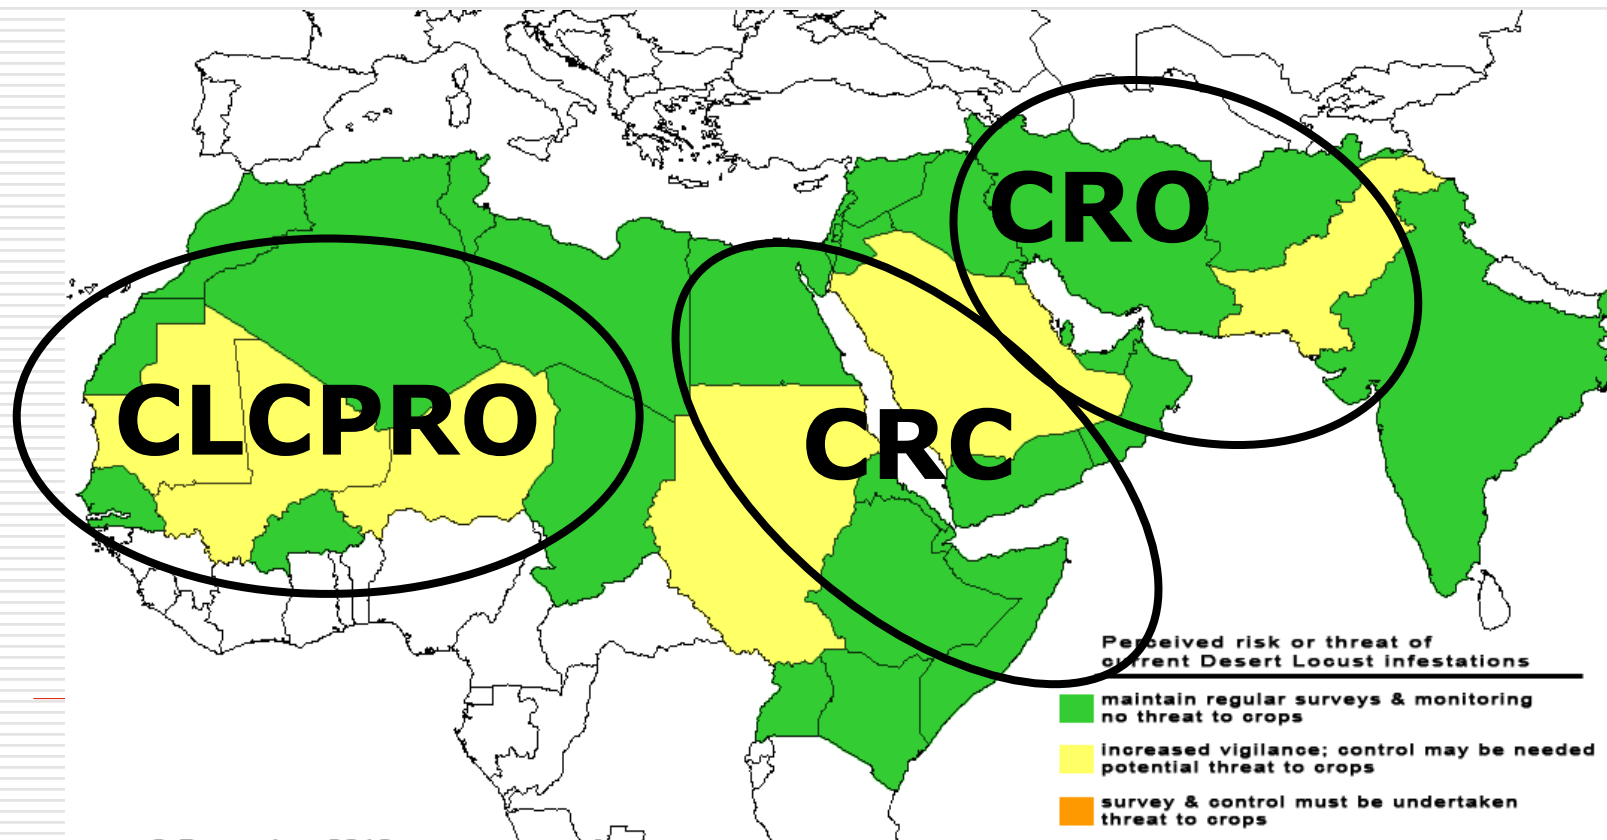 CRO
CLCPRO
CRC
Perceived risk or threat of
current Desert Locust infestations
maintain regular surveys & monitoring
no threat to crops
increased vigilance; control may be needed
potential threat to crops
survey & control must be undertaken
threat to crops